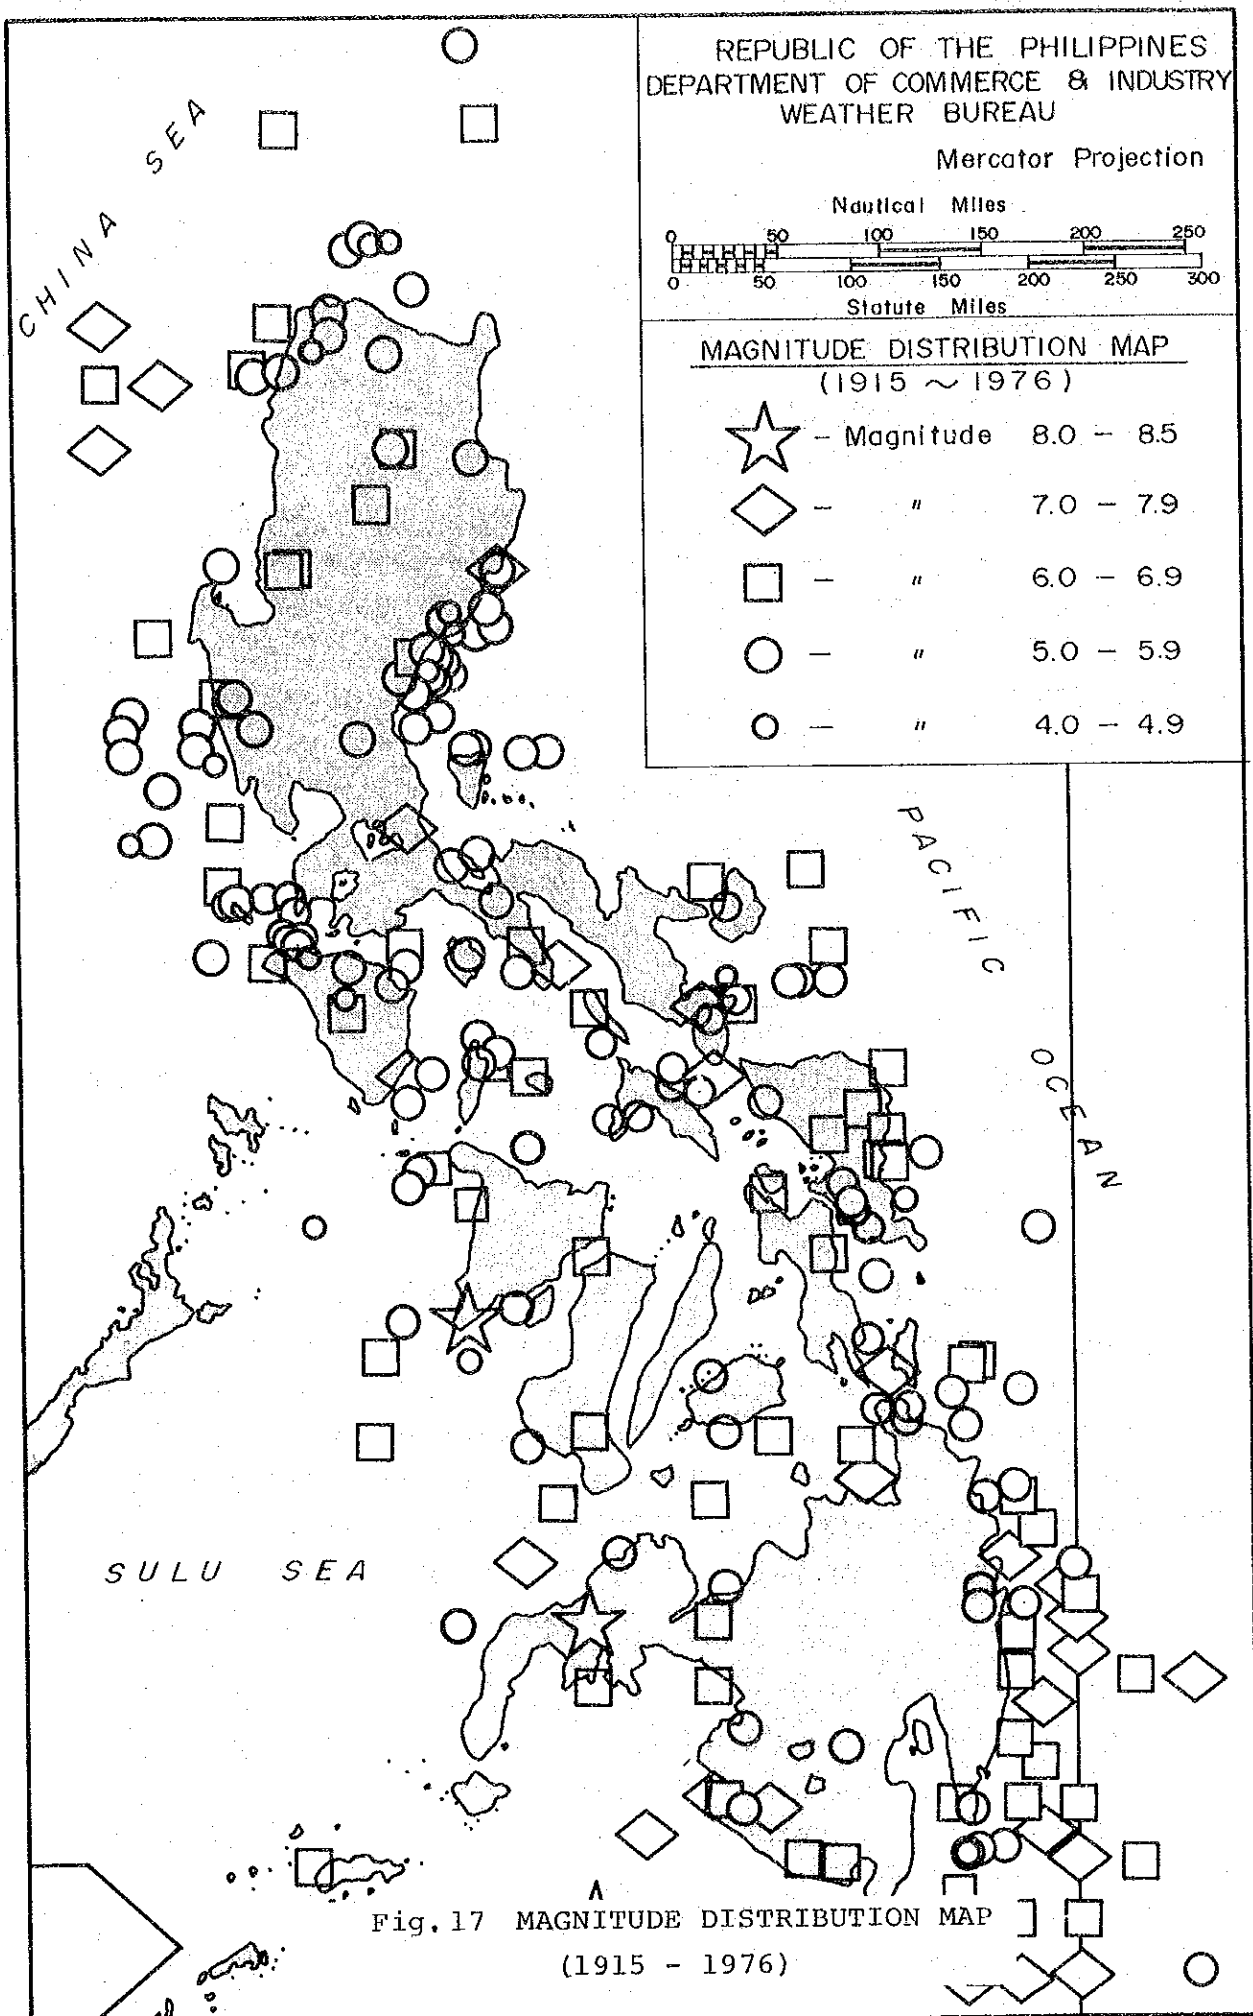 REPUBLIC OF THE PHILIPPINES
DEPARTMENT OF COMMERCE & INDUSTRY
WEATHER BUREAU
Mercator Projection
Nautical Miles
0 50 100 150 200 250
0 50 100 150 200 250 300
Statute Miles
MAGNITUDE DISTRIBUTION MAP
(1915 ~ 1976)
– Magnitude 8.0 – 8.5
– " 7.0 – 7.9
– " 6.0 – 6.9
– " 5.0 – 5.9
– " 4.0 – 4.9
CHINA SEA
PACIFIC OCEAN
SULU SEA
Fig.17 MAGNITUDE DISTRIBUTION MAP
(1915 - 1976)